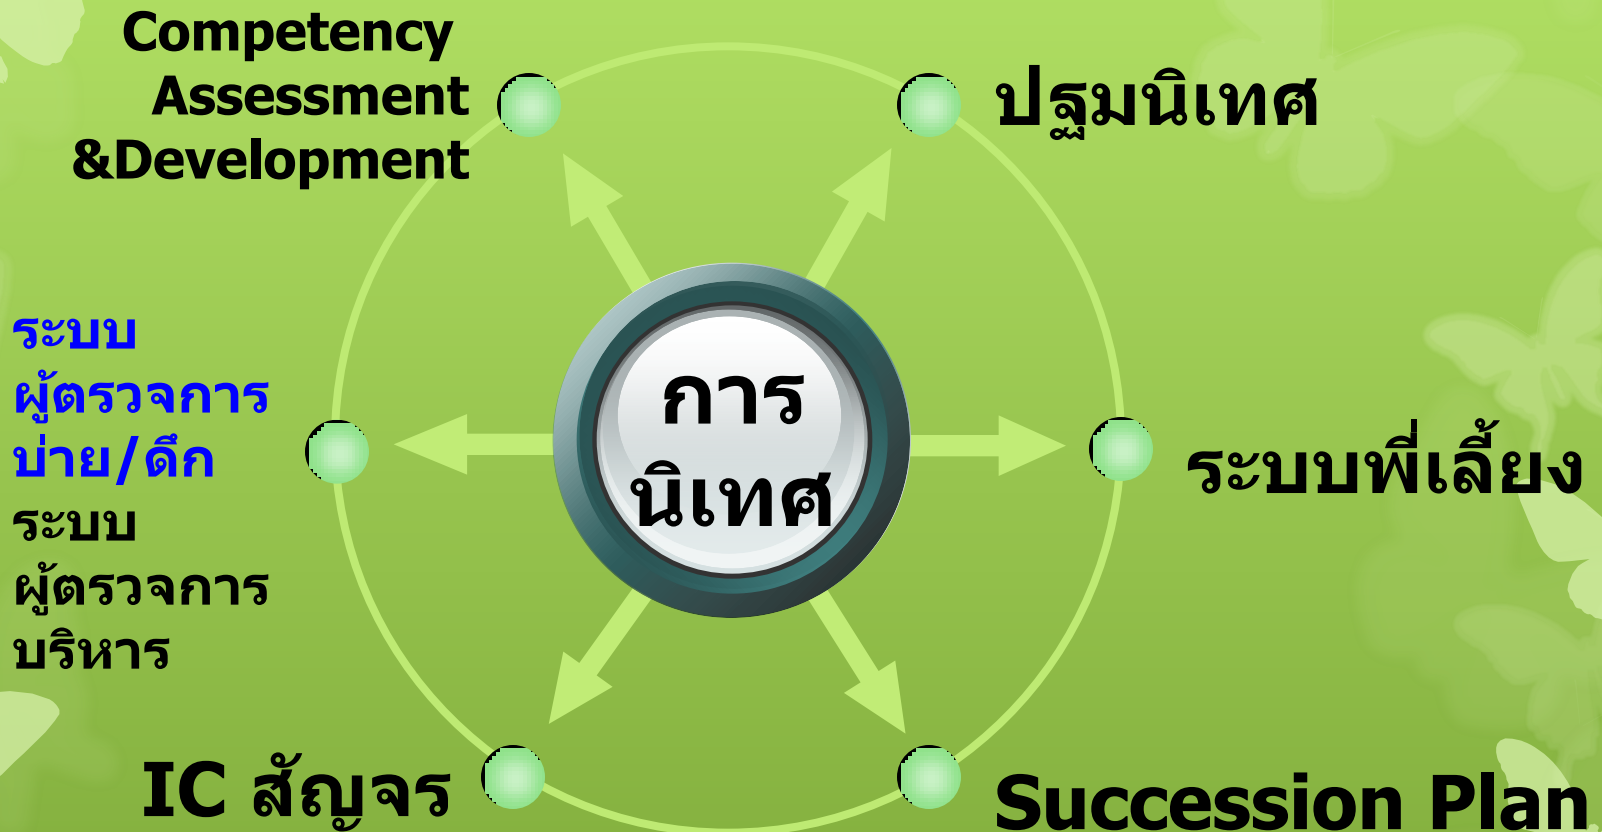 Competency
Assessment
&Development
ปฐมนิเทศ
ระบบ
ผู้ตรวจการ
บ่าย/ดึก
ระบบ
ผู้ตรวจการ
บริหาร
การ
นิเทศ
ระบบพี่เลี้ยง
IC สัญจร
Succession Plan